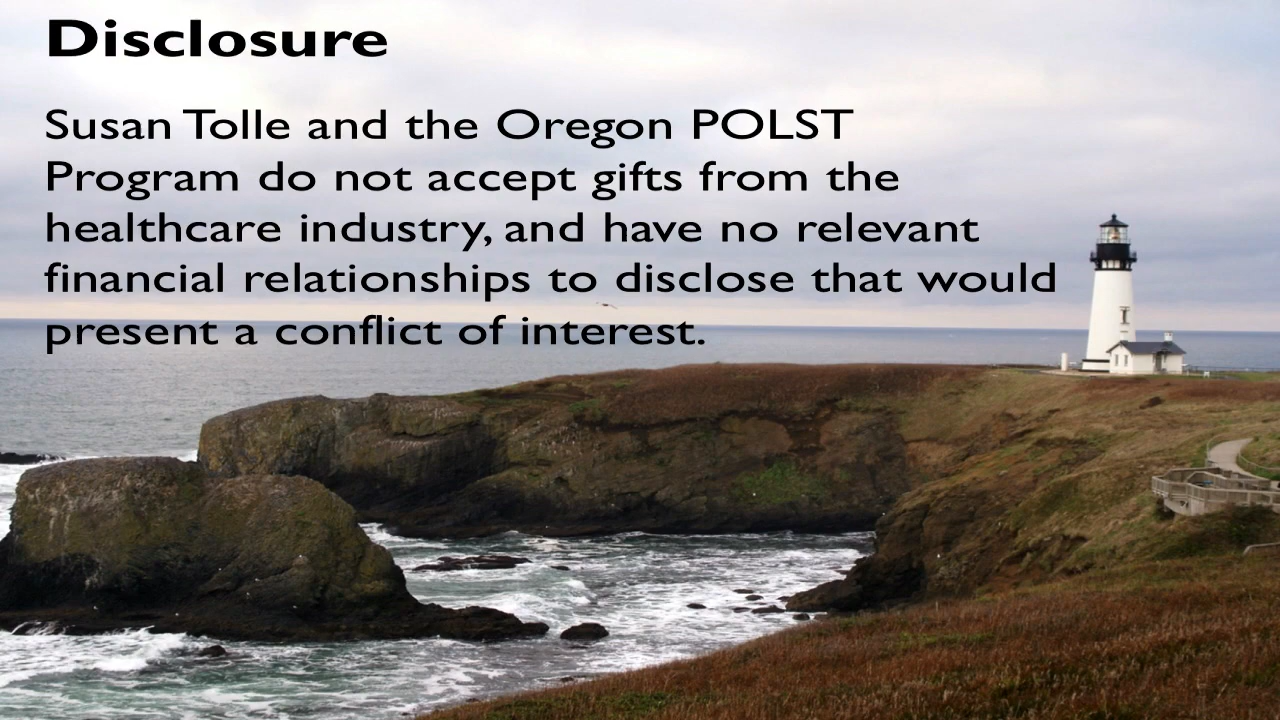 Disclosure
Susan Tolle and the Oregon POLST
Program do not accept gifts from the
healthcare industry, and have no relevant
financial relationships to disclose that would
present a conflict of interest.